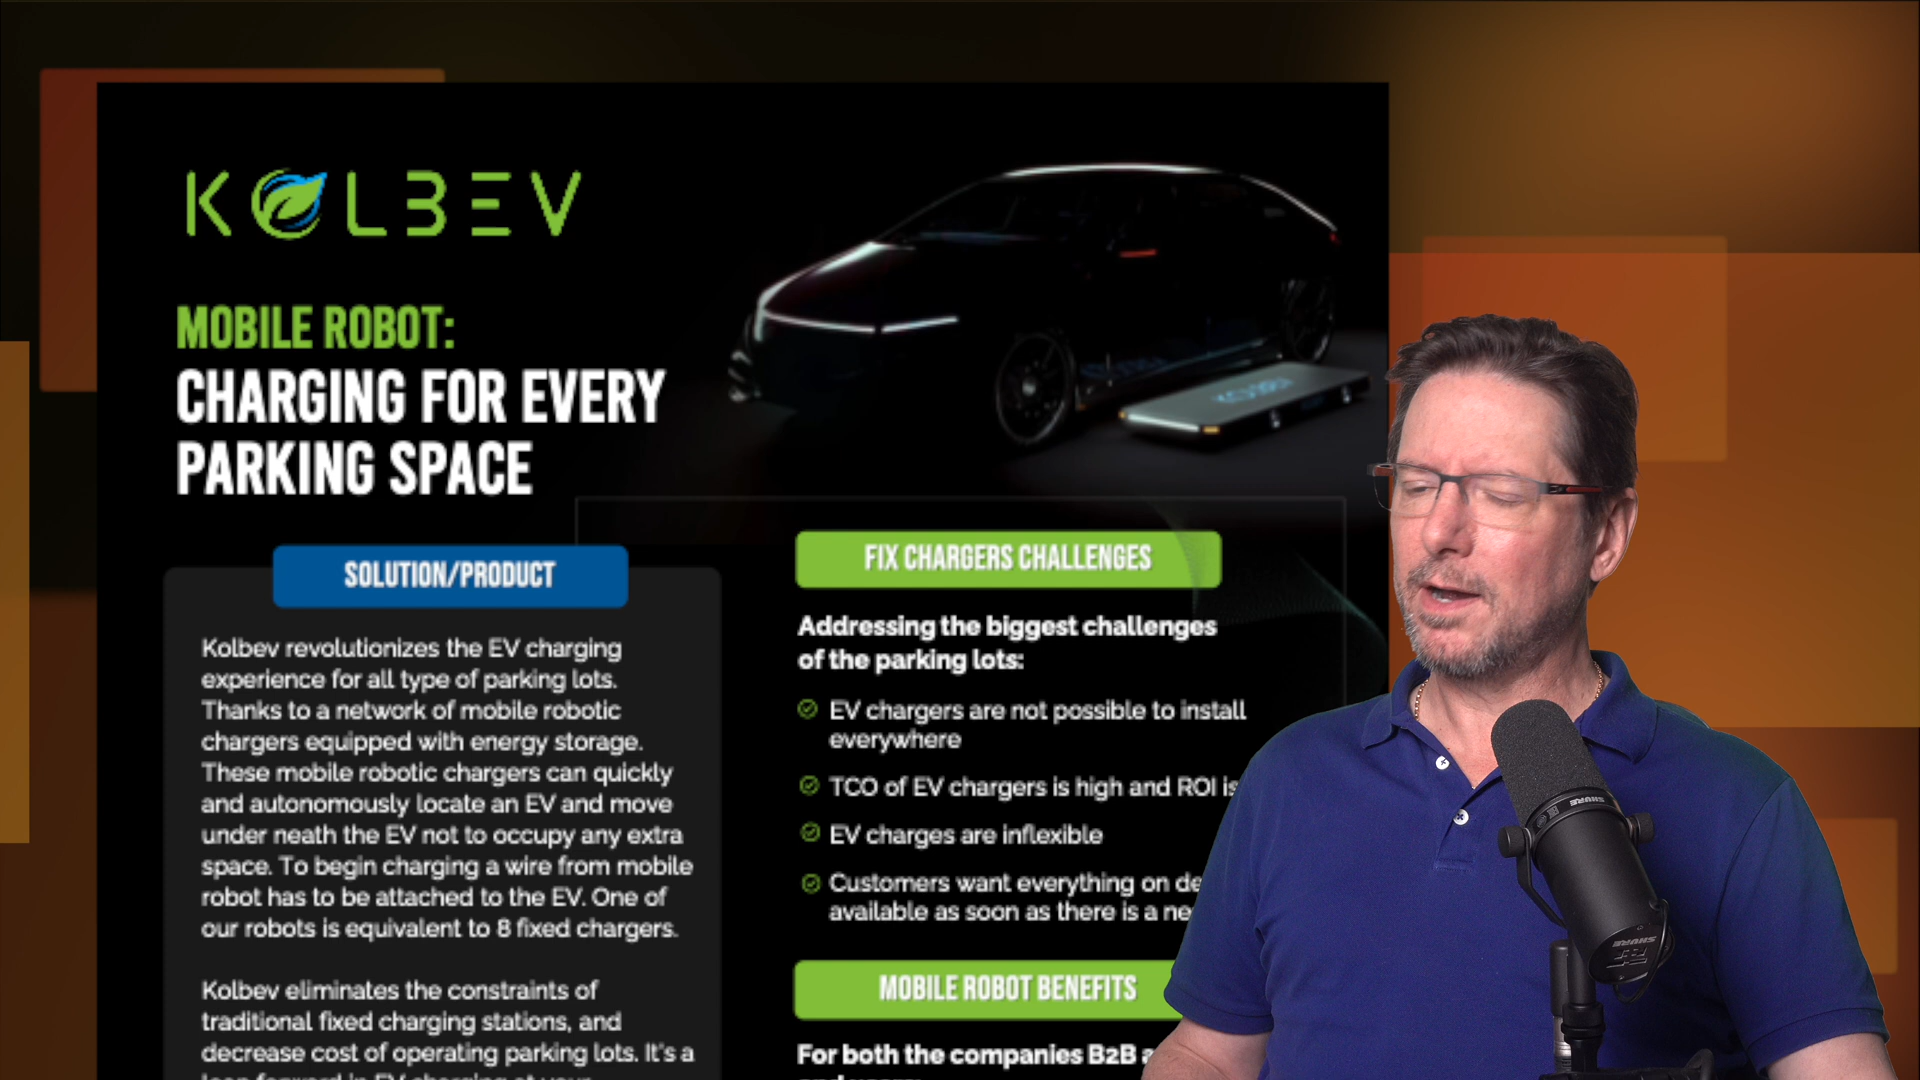 KOLBEV
MOBILE ROBOT:
CHARGING FOR EVERY
PARKING SPACE
SOLUTION/PRODUCT
Kolbev revolutionizes the EV charging
experience for all type of parking lots.
Thanks to a network of mobile robotic
chargers equipped with energy storage.
These mobile robotic chargers can quickly
and autonomously locate an EV and move
under neath the EV not to occupy any extra
space. To begin charging a wire from mobile
robot has to be attached to the EV. One of
our robots is equivalent to 8 fixed chargers.
Kolbev eliminates the constraints of
traditional fixed charging stations, and
decrease cost of operating parking lots. It's a
FIX CHARGERS CHALLENGES
Addressing the biggest challenges
of the parking lots:
EV chargers are not possible to install
everywhere
TCO of EV chargers is high and ROI is
EV charges are inflexible
Customers want everything on de
available as soon as there is a ne
MOBILE ROBOT BENEFITS
For both the companies B2B a
SHURE
SHURE